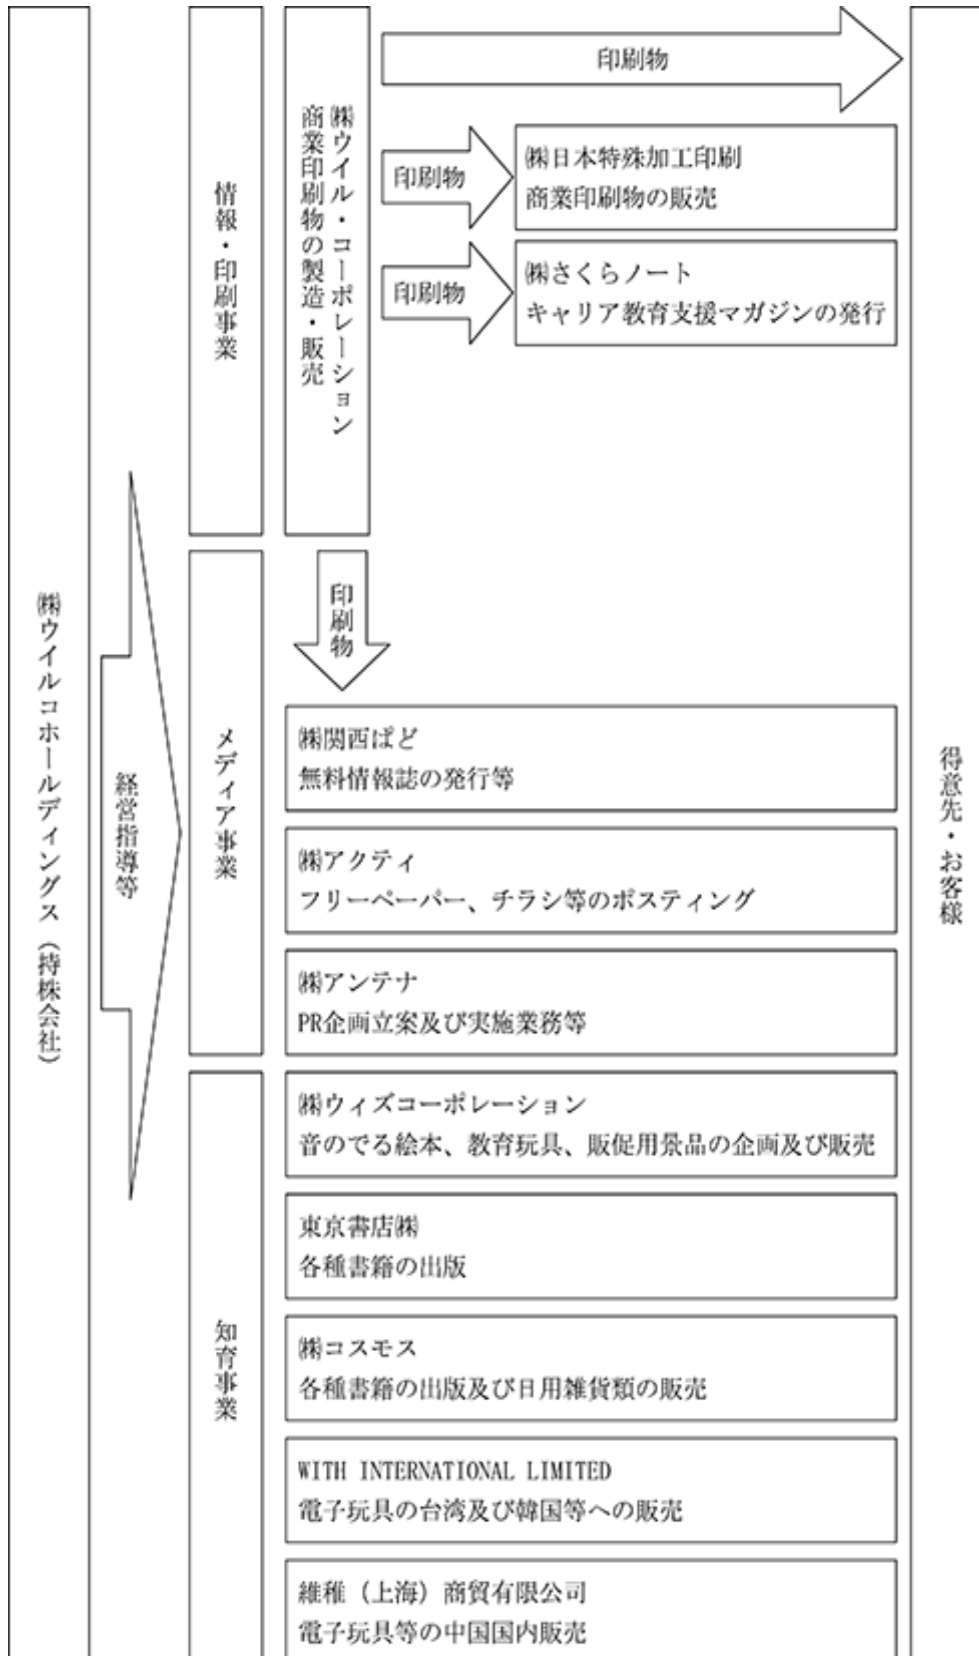 ㈱ウイルコホールディングス（持株会社）
経営指導等
情報・印刷事業
㈱ウイル・コーポレーション
商業印刷物の製造・販売
印刷物
印刷物
㈱日本特殊加工印刷
商業印刷物の販売
印刷物
㈱さくらノート
キャリア教育支援マガジンの発行
メディア事業
印刷物
㈱関西ぱど
無料情報誌の発行等
㈱アクティ
フリーペーパー、チラシ等のポスティング
㈱アンテナ
PR企画立案及び実施業務等
知育事業
㈱ウィズコーポレーション
音のでる絵本、教育玩具、販促用景品の企画及び販売
東京書店㈱
各種書籍の出版
㈱コスモス
各種書籍の出版及び日用雑貨類の販売
WITH INTERNATIONAL LIMITED
電子玩具の台湾及び韓国等への販売
維稚（上海）商貿有限公司
電子玩具等の中国国内販売
得意先・お客様